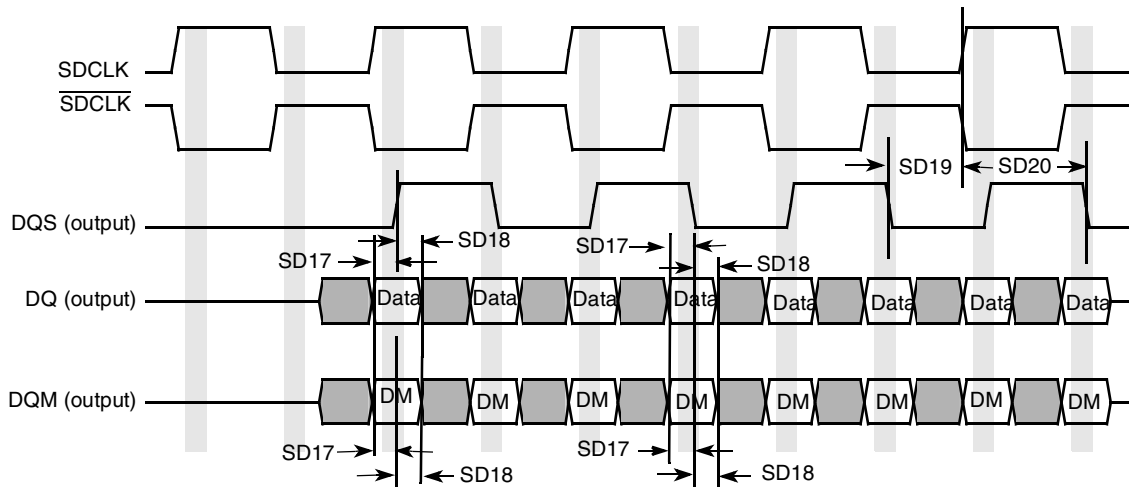 SDCLK
SDCLK
SD19 SD20
DQS (output)
SD18 SD17
SD17 SD18
DQ (output) Data Data Data Data Data Data Data Data
DQM (output) DM DM DM DM DM DM DM DM
SD17 SD17
SD18 SD18